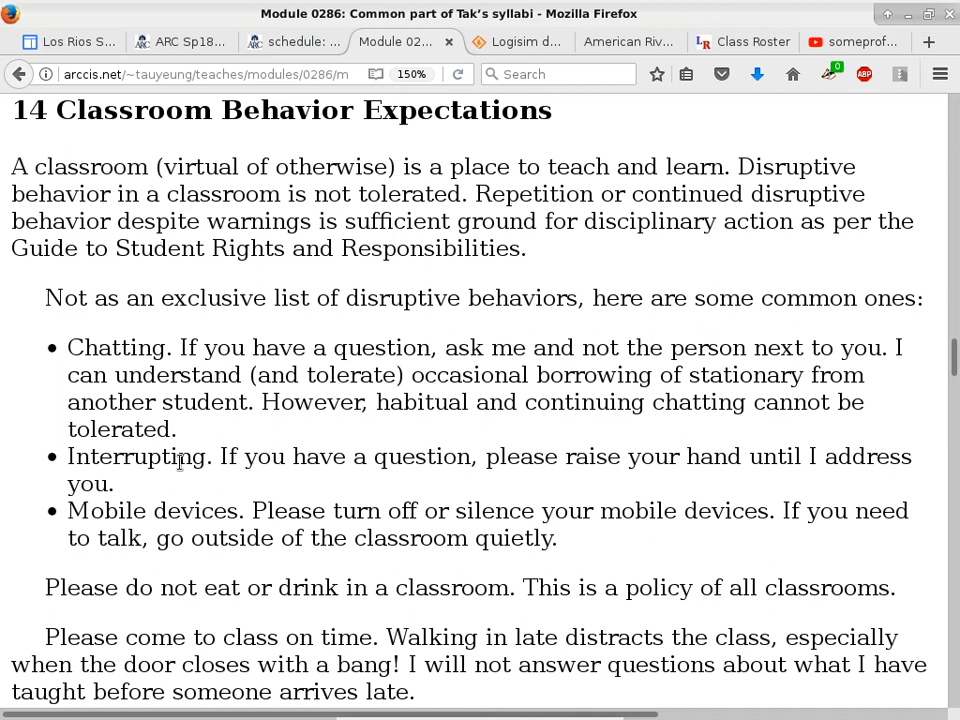 Module 0286: Common part of Tak's syllabi - Mozilla Firefox
Los Rios S...
ARC Sp18...
schedule: ...
Module 02...
Logisim d...
American Riv...
Class Roster
someprof...
arccis.net/~tauyeung/teaches/modules/0286/m
150%
Search
0
ABP
14 Classroom Behavior Expectations
A classroom (virtual of otherwise) is a place to teach and learn. Disruptive
behavior in a classroom is not tolerated. Repetition or continued disruptive
behavior despite warnings is sufficient ground for disciplinary action as per the
Guide to Student Rights and Responsibilities.
Not as an exclusive list of disruptive behaviors, here are some common ones:
• Chatting. If you have a question, ask me and not the person next to you. I
can understand (and tolerate) occasional borrowing of stationary from
another student. However, habitual and continuing chatting cannot be
tolerated.
• Interrupting. If you have a question, please raise your hand until I address
you.
• Mobile devices. Please turn off or silence your mobile devices. If you need
to talk, go outside of the classroom quietly.
Please do not eat or drink in a classroom. This is a policy of all classrooms.
Please come to class on time. Walking in late distracts the class, especially
when the door closes with a bang! I will not answer questions about what I have
taught before someone arrives late.